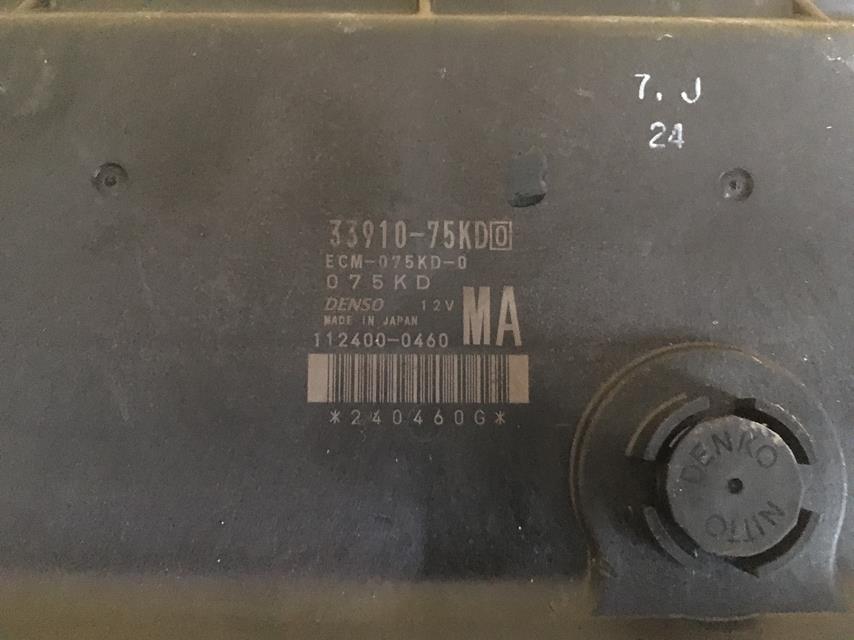 7. J
24
33910-75KD0
ECM-075KD-0
075KD
DENSO 12V
MADE IN JAPAN
MA
112400-0460
*240460G*
DENKO
NITTO